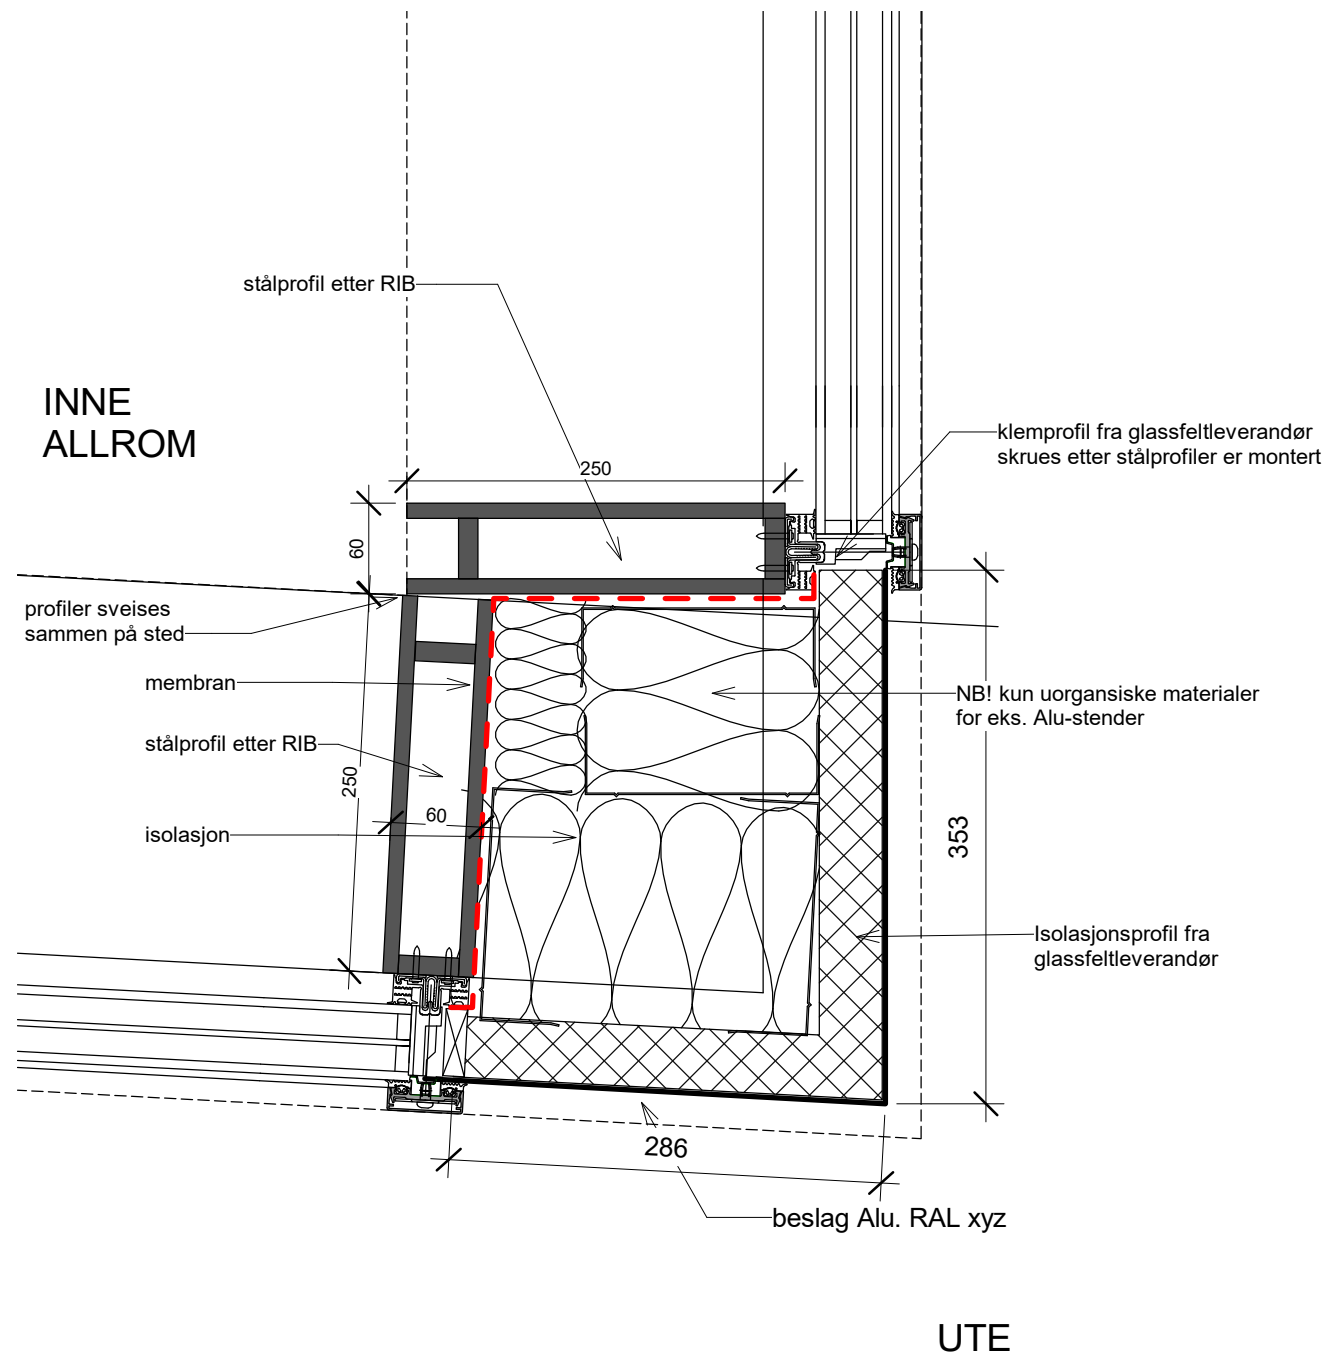 stålprofil etter RIB
INNE
ALLROM
klemprofil fra glassfeltleverandør
skrues etter stålprofiler er montert
250
60
profiler sveises
sammen på sted
membran
NB! kun uorgansiske materialer
for eks. Alu-stender
stålprofil etter RIB
250
60
isolasjon
353
Isolasjonsprofil fra
glassfeltleverandør
286
beslag Alu. RAL xyz
UTE